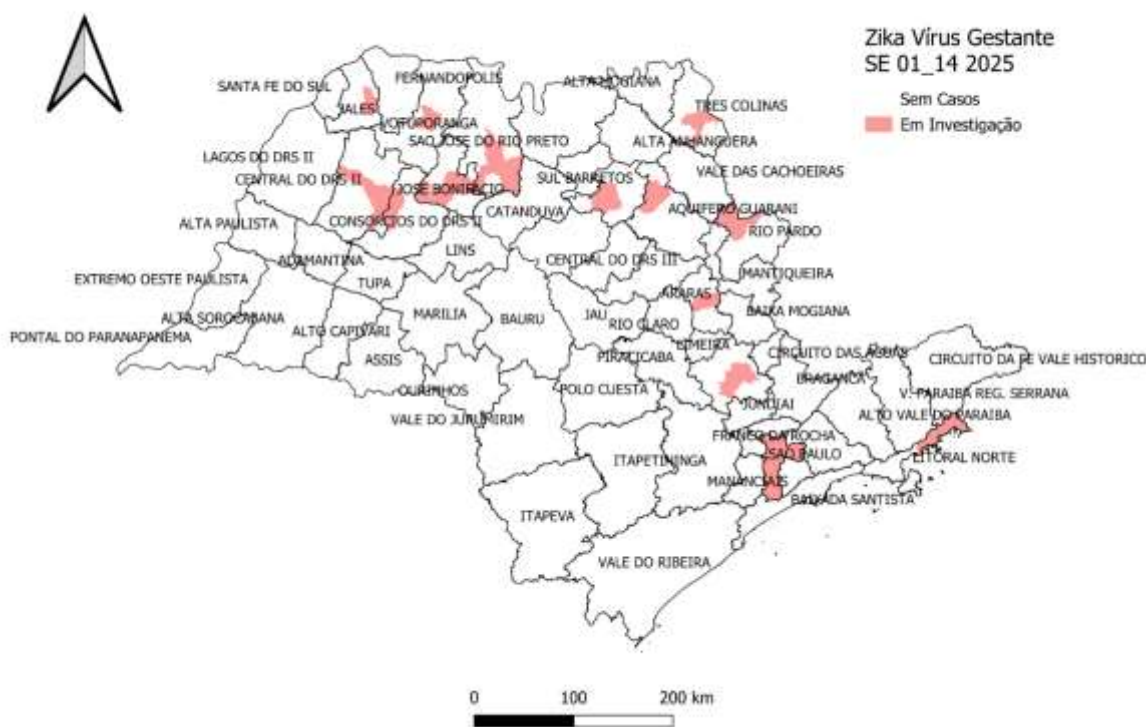 Zika Vírus Gestante
SE 01_14 2025
Sem Casos
Em Investigação
FERNANDOPOLIS
SANTA FE DO SUL
ALTA MOGIANA
JALES
TRES COLINAS
VOTUPORANGA
SAO JOSE DO RIO PRETO
ALTA ANHANGUERA
LAGOS DO DRS II
VALE DAS CACHOEIRAS
CENTRAL DO DRS II
SUL BARRETOS
JOSE BONIFACIO
CATANDUVA
AQUIFERO GUARANI
ALTA PAULISTA
CONSORCIOS DO DRS II
RIO PARDO
LINS
ADAMANTINA
CENTRAL DO DRS III
EXTREMO OESTE PAULISTA
TUPA
MANTIQUEIRA
ARARAS
ALTA SOROCABANA
MARILIA
BAURU
JAU
BAIXA MOGIANA
PONTAL DO PARANAPANEMA
ALTO CAPIVARI
RIO CLARO
LIMEIRA
ASSIS
PIRACICABA
CIRCUITO DAS AGUAS
CIRCUITO DA FE VALE HISTORICO
OURINHOS
POLO CUESTA
BRAGANCA
V. PARAIBA REG. SERRANA
JUNDIAI
VALE DO JURUMIRIM
ALTO VALE DO PARAIBA
FRANCO DA ROCHA
ITAPETININGA
SAO PAULO
LITORAL NORTE
MANANCIAIS
BAIXADA SANTISTA
ITAPEVA
VALE DO RIBEIRA
0 100 200 km